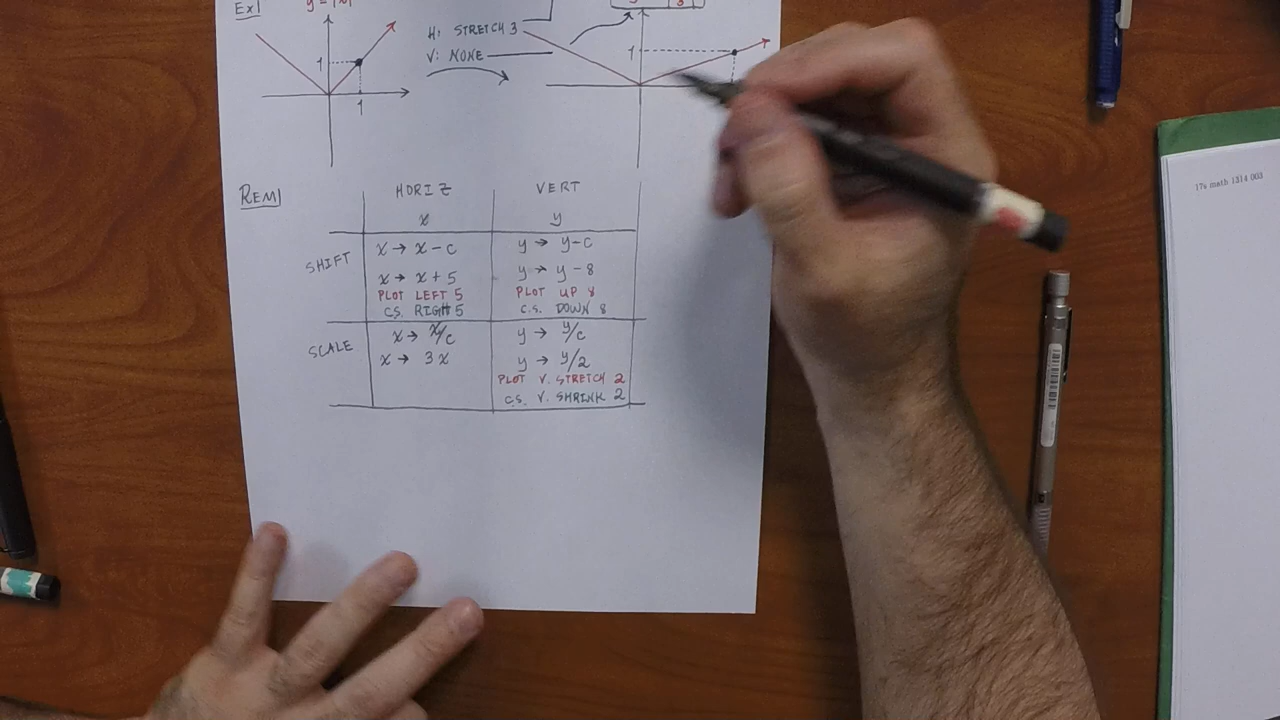 Ex1
y = |x|
H: STRETCH 3
V: NONE
1
1
1
REM1
HORIZ VERT
x y
SHIFT
x → x - c y → y - c
x → x + 5 y → y - 8
PLOT LEFT 5 PLOT UP 8
C.S. RIGHT 5 C.S. DOWN 8
SCALE
x → x/c y → y/c
x → 3x y → y/2
PLOT V. STRETCH 2
C.S. V. SHRINK 2
17s math 1314 003